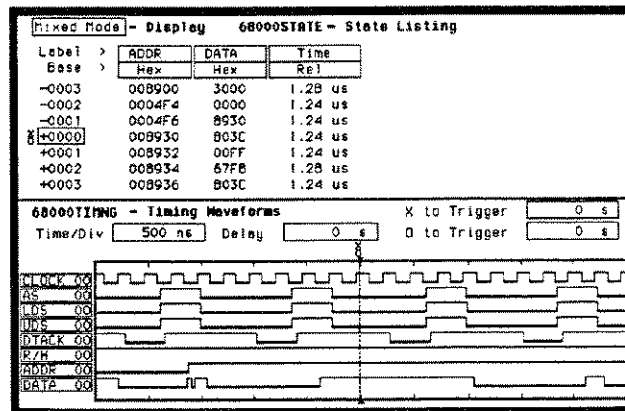 Mixed Mode - Display 68000STATE - State Listing
Label > ADDR DATA Time
Base > Hex Hex Rel
-0003 008900 3000 1.28 us
-0002 0004F4 0000 1.24 us
-0001 0004F6 8930 1.24 us
+0000 008930 803C 1.24 us
+0001 008932 00FF 1.24 us
+0002 008934 67F8 1.28 us
+0003 008936 803C 1.24 us
68000TIMNG - Timing Waveforms X to Trigger 0 s
Time/Div 500 ns Delay 0 s O to Trigger 0 s
CLOCK 00
AS 00
LDS 00
UDS 00
DTACK 00
R/W 00
ADDR 00
DATA 00